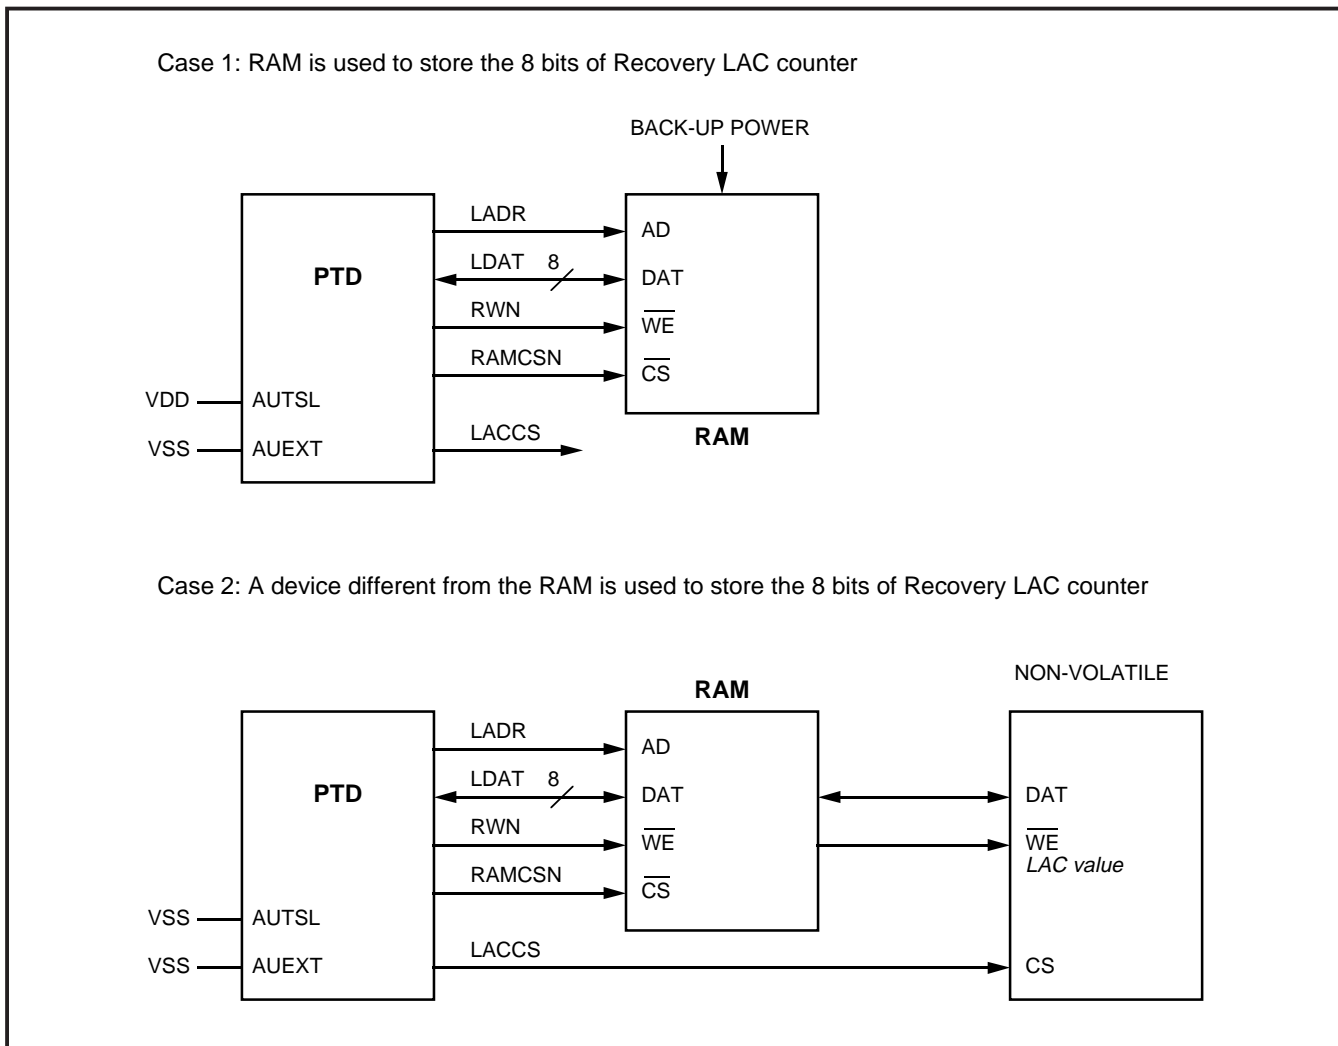 Case 1: RAM is used to store the 8 bits of Recovery LAC counter
BACK-UP POWER
LADR
AD
LDAT 8
DAT
PTD
RWN
WE
RAMCSN
CS
VDD
AUTSL
LACCS
RAM
VSS
AUEXT
Case 2: A device different from the RAM is used to store the 8 bits of Recovery LAC counter
NON-VOLATILE
RAM
LADR
AD
LDAT 8
DAT
DAT
PTD
RWN
WE
WE
LAC value
RAMCSN
CS
VSS
AUTSL
LACCS
VSS
AUEXT
CS